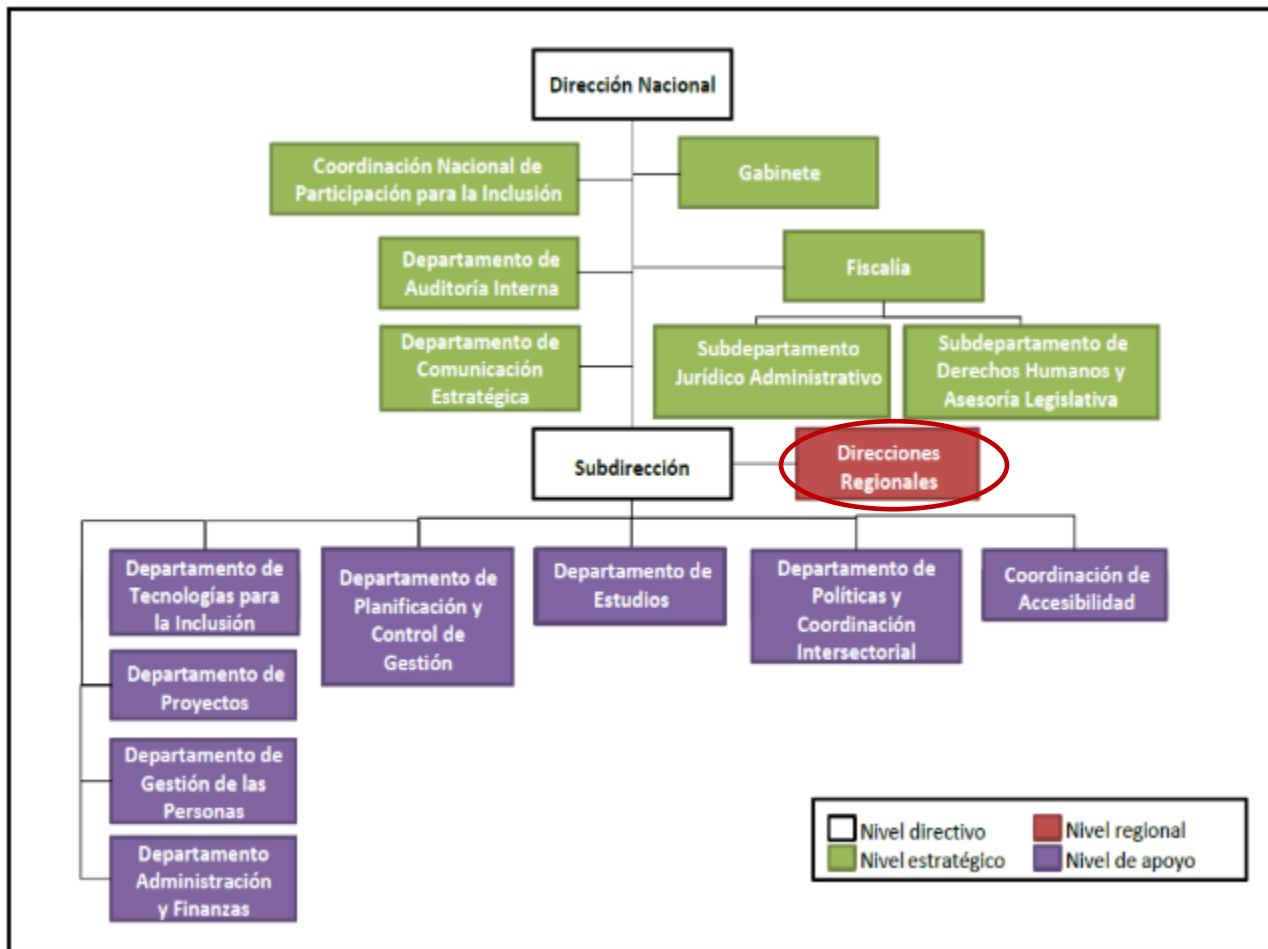 Dirección Nacional
Coordinación Nacional de
Participación para la Inclusión
Gabinete
Departamento de
Auditoría Interna
Fiscalía
Departamento de
Comunicación
Estratégica
Subdepartamento
Jurídico Administrativo
Subdepartamento de
Derechos Humanos y
Asesoría Legislativa
Subdirección
Direcciones
Regionales
Departamento de
Tecnologías para
la Inclusión
Departamento de
Planificación y
Control de
Gestión
Departamento de
Estudios
Departamento de
Políticas y
Coordinación
Intersectorial
Coordinación de
Accesibilidad
Departamento de
Proyectos
Departamento de
Gestión de las
Personas
Departamento
Administración
y Finanzas
Nivel directivo
Nivel regional
Nivel estratégico
Nivel de apoyo